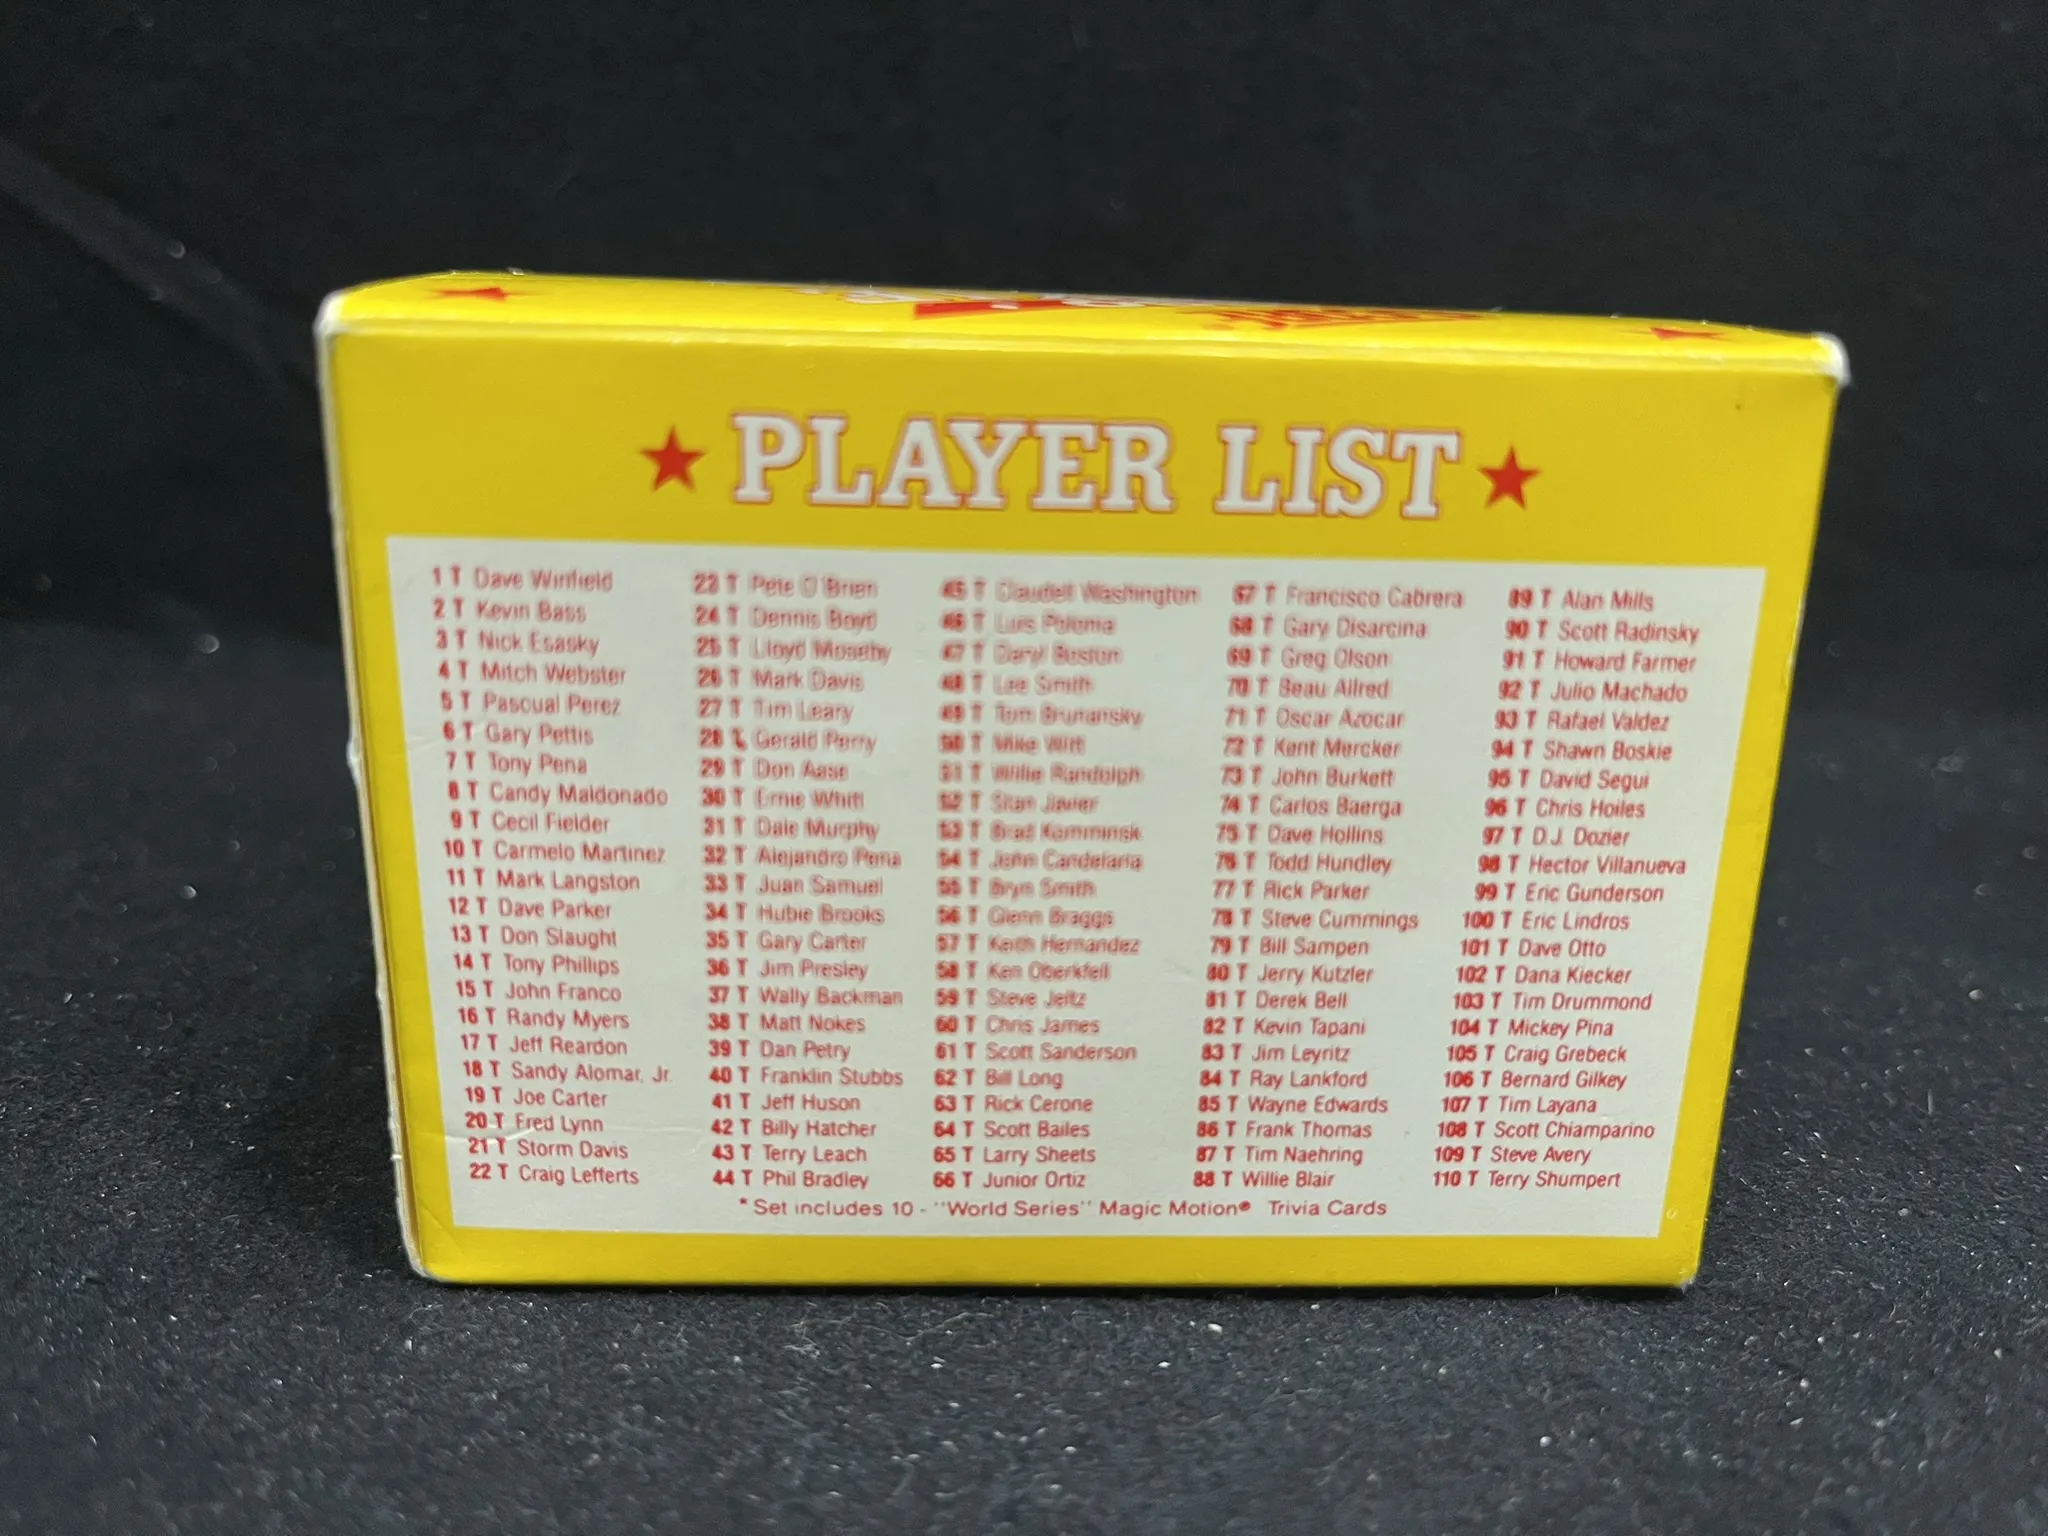 PLAYER LIST
1 T Dave Winfield
2 T Kevin Bass
3 T Nick Esasky
4 T Mitch Webster
5 T Pascual Perez
6 T Gary Pettis
7 T Tony Pena
8 T Candy Maldonado
9 T Cecil Fielder
10 T Carmelo Martinez
11 T Mark Langston
12 T Dave Parker
13 T Don Slaught
14 T Tony Phillips
15 T John Franco
16 T Randy Myers
17 T Jeff Reardon
18 T Sandy Alomar, Jr.
19 T Joe Carter
20 T Fred Lynn
21 T Storm Davis
22 T Craig Lefferts
23 T Pete O'Brien
24 T Dennis Boyd
25 T Lloyd Moseby
26 T Mark Davis
27 T Tim Leary
28 T Gerald Perry
29 T Don Aase
30 T Ernie Whitt
31 T Dale Murphy
32 T Alejandro Pena
33 T Juan Samuel
34 T Hubie Brooks
35 T Gary Carter
36 T Jim Presley
37 T Wally Backman
38 T Matt Nokes
39 T Dan Petry
40 T Franklin Stubbs
41 T Jeff Huson
42 T Billy Hatcher
43 T Terry Leach
44 T Phil Bradley
45 T Claudell Washington
46 T Luis Polonia
47 T Daryl Boston
48 T Lee Smith
49 T Tom Brunansky
50 T Mike Witt
51 T Willie Randolph
52 T Stan Javier
53 T Brad Komminsk
54 T John Candelaria
55 T Bryn Smith
56 T Glenn Braggs
57 T Keith Hernandez
58 T Ken Oberkfell
59 T Steve Jeltz
60 T Chris James
61 T Scott Sanderson
62 T Bill Long
63 T Rick Cerone
64 T Scott Bailes
65 T Larry Sheets
66 T Junior Ortiz
67 T Francisco Cabrera
68 T Gary Disarcina
69 T Greg Olson
70 T Beau Allred
71 T Oscar Azocar
72 T Kent Mercker
73 T John Burkett
74 T Carlos Baerga
75 T Dave Hollins
76 T Todd Hundley
77 T Rick Parker
78 T Steve Cummings
79 T Bill Sampen
80 T Jerry Kutzler
81 T Derek Bell
82 T Kevin Tapani
83 T Jim Leyritz
84 T Ray Lankford
85 T Wayne Edwards
86 T Frank Thomas
87 T Tim Naehring
88 T Willie Blair
89 T Alan Mills
90 T Scott Radinsky
91 T Howard Farmer
92 T Julio Machado
93 T Rafael Valdez
94 T Shawn Boskie
95 T David Segui
96 T Chris Hoiles
97 T D.J. Dozier
98 T Hector Villanueva
99 T Eric Gunderson
100 T Eric Lindros
101 T Dave Otto
102 T Dana Kiecker
103 T Tim Drummond
104 T Mickey Pina
105 T Craig Grebeck
106 T Bernard Gilkey
107 T Tim Layana
108 T Scott Chiamparino
109 T Steve Avery
110 T Terry Shumpert
*Set includes 10 - "World Series" Magic Motion® Trivia Cards